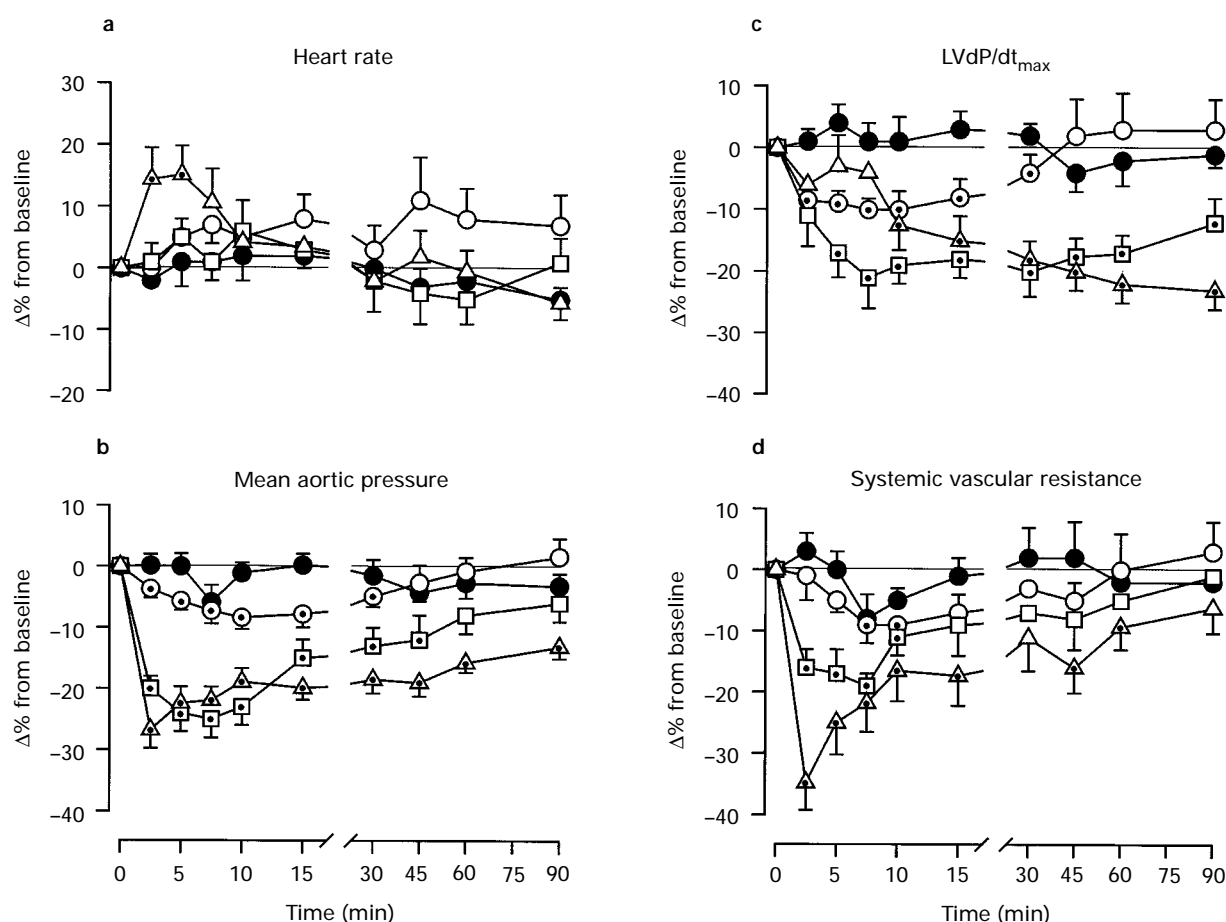 a
Heart rate
Δ% from baseline
30
20
10
0
−10
−20
b
Mean aortic pressure
Δ% from baseline
10
0
−10
−20
−30
−40
0 5 10 15 30 45 60 75 90
Time (min)
c
LVdP/dtmax
Δ% from baseline
10
0
−10
−20
−30
−40
d
Systemic vascular resistance
Δ% from baseline
10
0
−10
−20
−30
−40
0 5 10 15 30 45 60 75 90
Time (min)